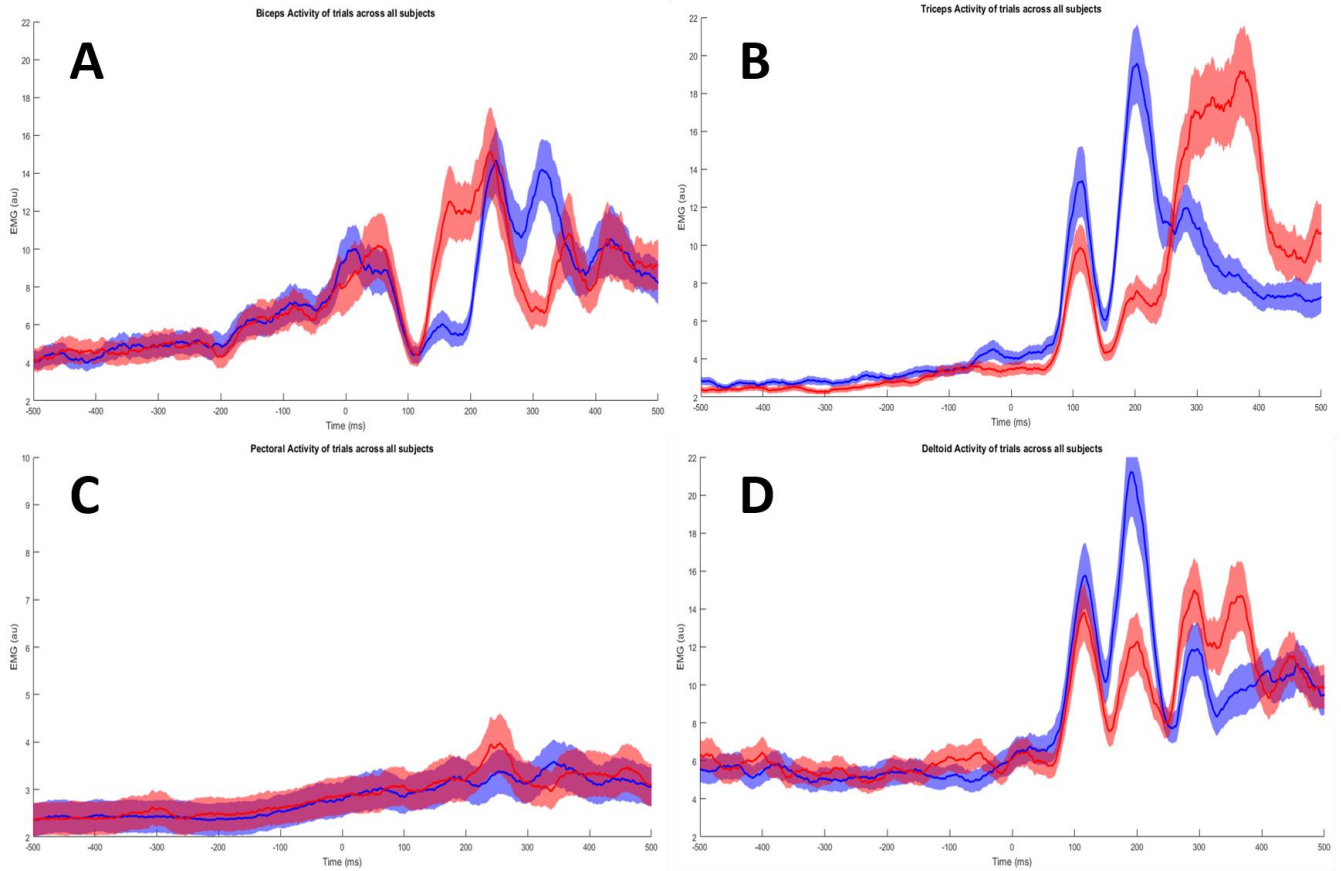 Biceps Activity of trials across all subjects
A
22
20
18
16
14
12
10
8
6
4
2
EMG (au)
-500 -400 -300 -200 -100 0 100 200 300 400 500
Time (ms)
Triceps Activity of trials across all subjects
B
22
20
18
16
14
12
10
8
6
4
2
EMG (au)
-500 -400 -300 -200 -100 0 100 200 300 400 500
Time (ms)
Pectoral Activity of trials across all subjects
C
10
9
8
7
6
5
4
3
2
EMG (au)
-500 -400 -300 -200 -100 0 100 200 300 400 500
Time (ms)
Deltoid Activity of trials across all subjects
D
22
20
18
16
14
12
10
8
6
4
2
EMG (au)
-500 -400 -300 -200 -100 0 100 200 300 400 500
Time (ms)